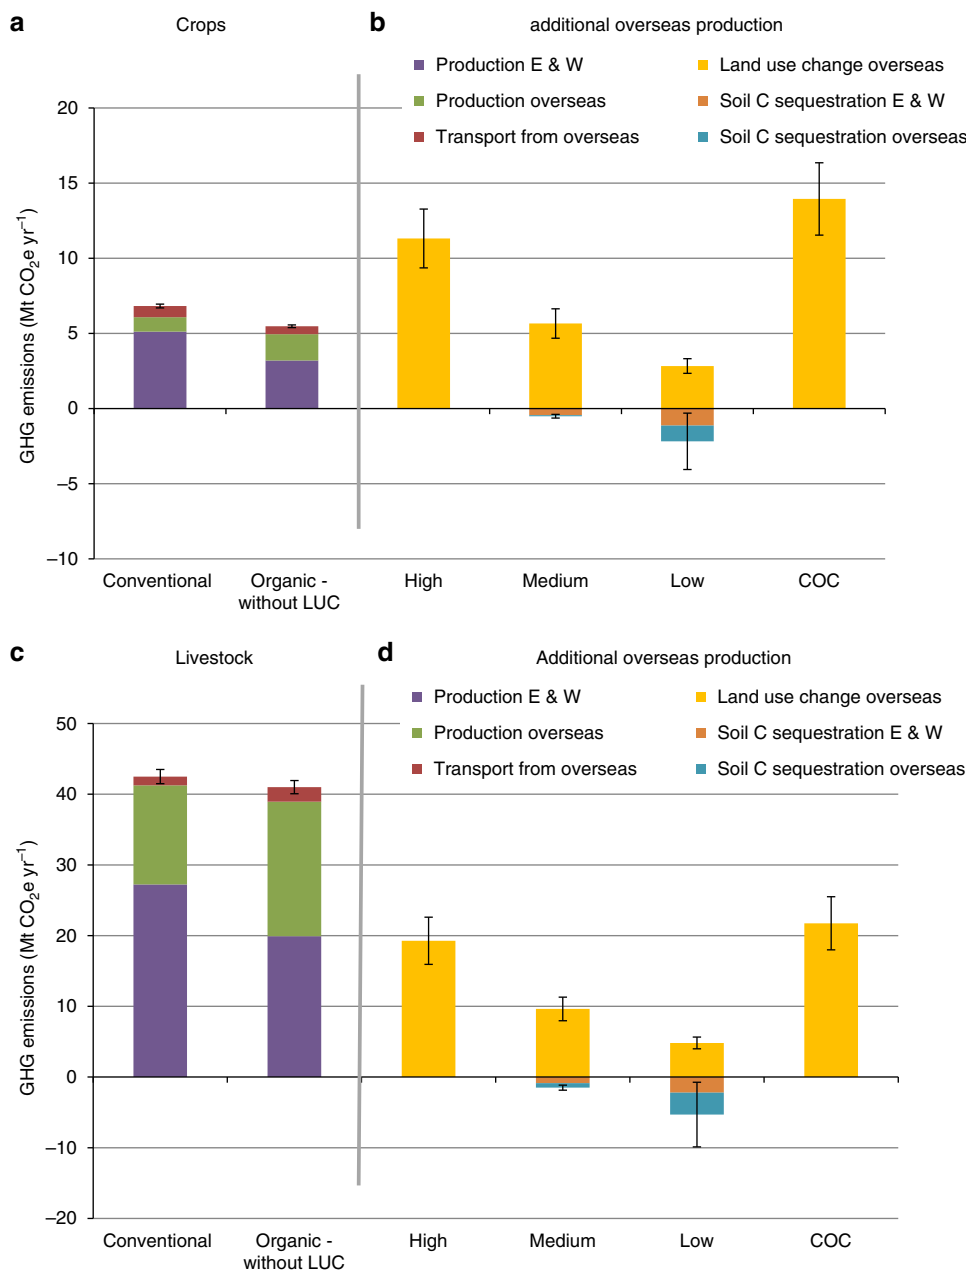 a
Crops
b
additional overseas production
Production E & W
Land use change overseas
Production overseas
Soil C sequestration E & W
Transport from overseas
Soil C sequestration overseas
GHG emissions (Mt CO₂e yr⁻¹)
20
15
10
5
0
–5
–10
Conventional
Organic -
without LUC
High
Medium
Low
COC
c
Livestock
d
Additional overseas production
Production E & W
Land use change overseas
Production overseas
Soil C sequestration E & W
Transport from overseas
Soil C sequestration overseas
GHG emissions (Mt CO₂e yr⁻¹)
50
40
30
20
10
0
–10
–20
Conventional
Organic -
without LUC
High
Medium
Low
COC